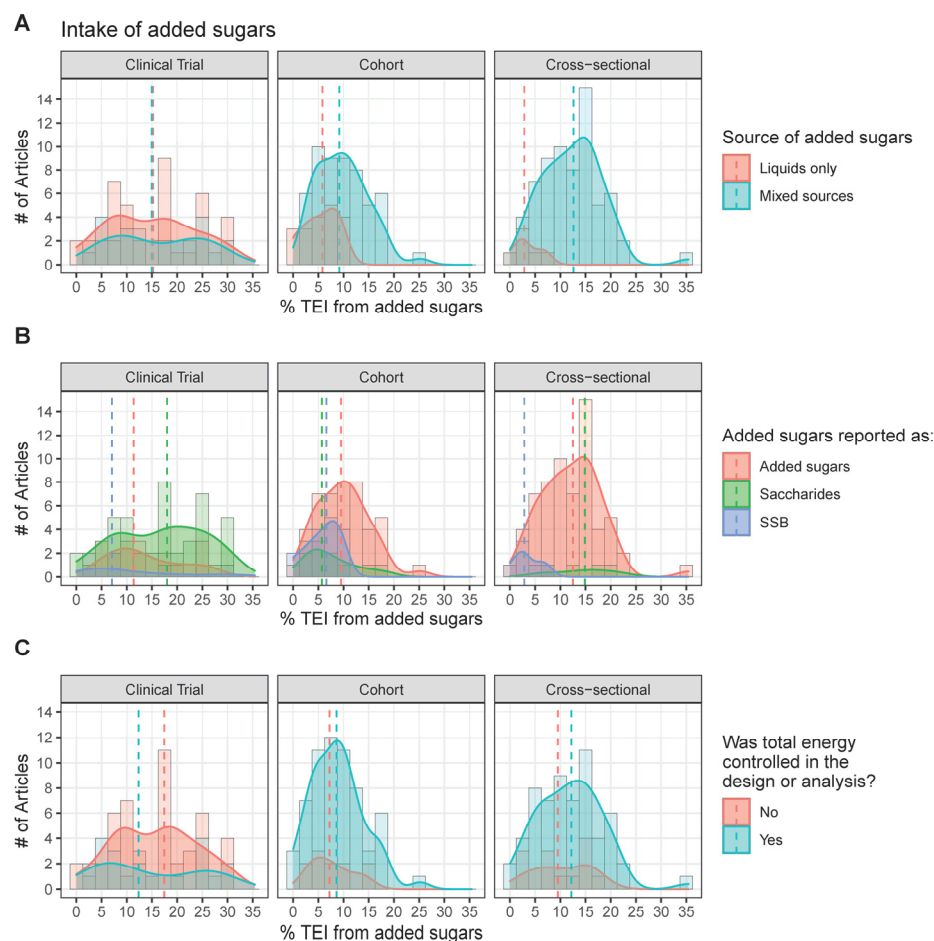 A
Intake of added sugars
Clinical Trial
Cohort
Cross−sectional
14
12
10
8
6
4
2
0
# of Articles
0 5 10 15 20 25 30 35
0 5 10 15 20 25 30 35
0 5 10 15 20 25 30 35
% TEI from added sugars
Source of added sugars
Liquids only
Mixed sources
B
Clinical Trial
Cohort
Cross−sectional
14
12
10
8
6
4
2
0
# of Articles
0 5 10 15 20 25 30 35
0 5 10 15 20 25 30 35
0 5 10 15 20 25 30 35
% TEI from added sugars
Added sugars reported as:
Added sugars
Saccharides
SSB
C
Clinical Trial
Cohort
Cross−sectional
14
12
10
8
6
4
2
0
# of Articles
0 5 10 15 20 25 30 35
0 5 10 15 20 25 30 35
0 5 10 15 20 25 30 35
% TEI from added sugars
Was total energy
controlled in the
design or analysis?
No
Yes